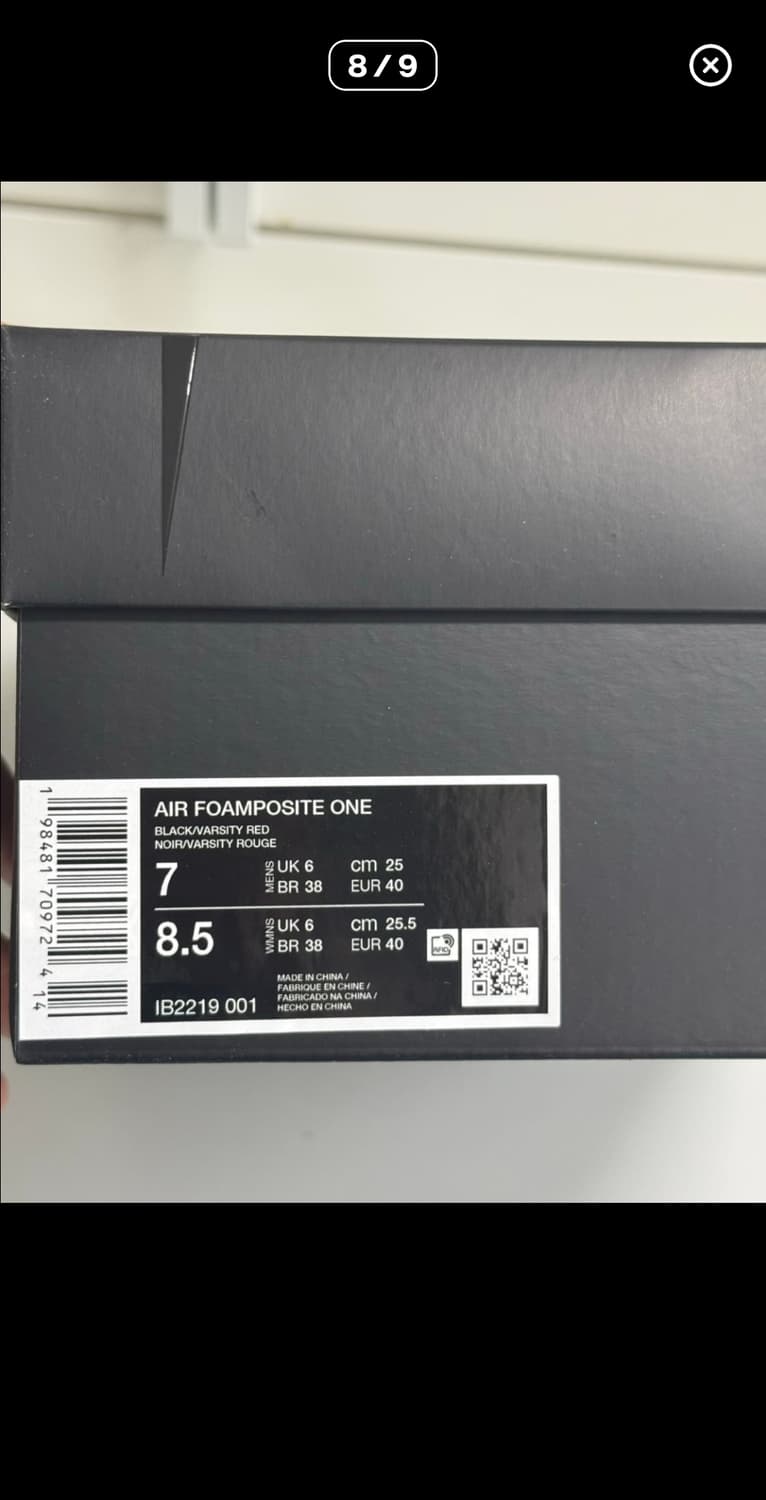 8/9
AIR FOAMPOSITE ONE
BLACK/VARSITY RED
NOIR/VARSITY ROUGE
7
MENS
UK 6 cm 25
BR 38 EUR 40
8.5
WMNS
UK 6 cm 25.5
BR 38 EUR 40
RFID
MADE IN CHINA /
FABRIQUE EN CHINE /
FABRICADO NA CHINA /
HECHO EN CHINA
IB2219 001
1 98481 70972 4 14